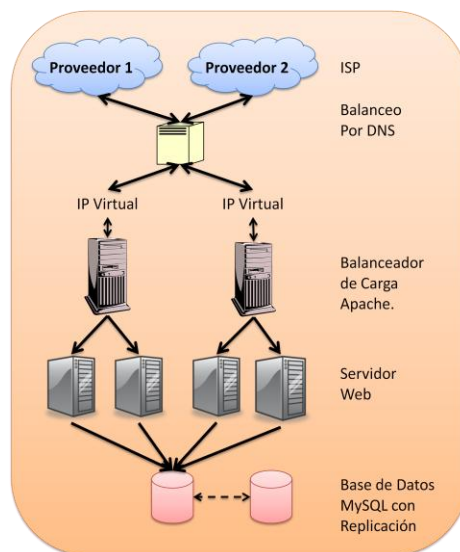 Proveedor 1
Proveedor 2
ISP
Balanceo
Por DNS
IP Virtual
IP Virtual
Balanceador
de Carga
Apache.
Servidor
Web
Base de Datos
MySQL con
Replicación